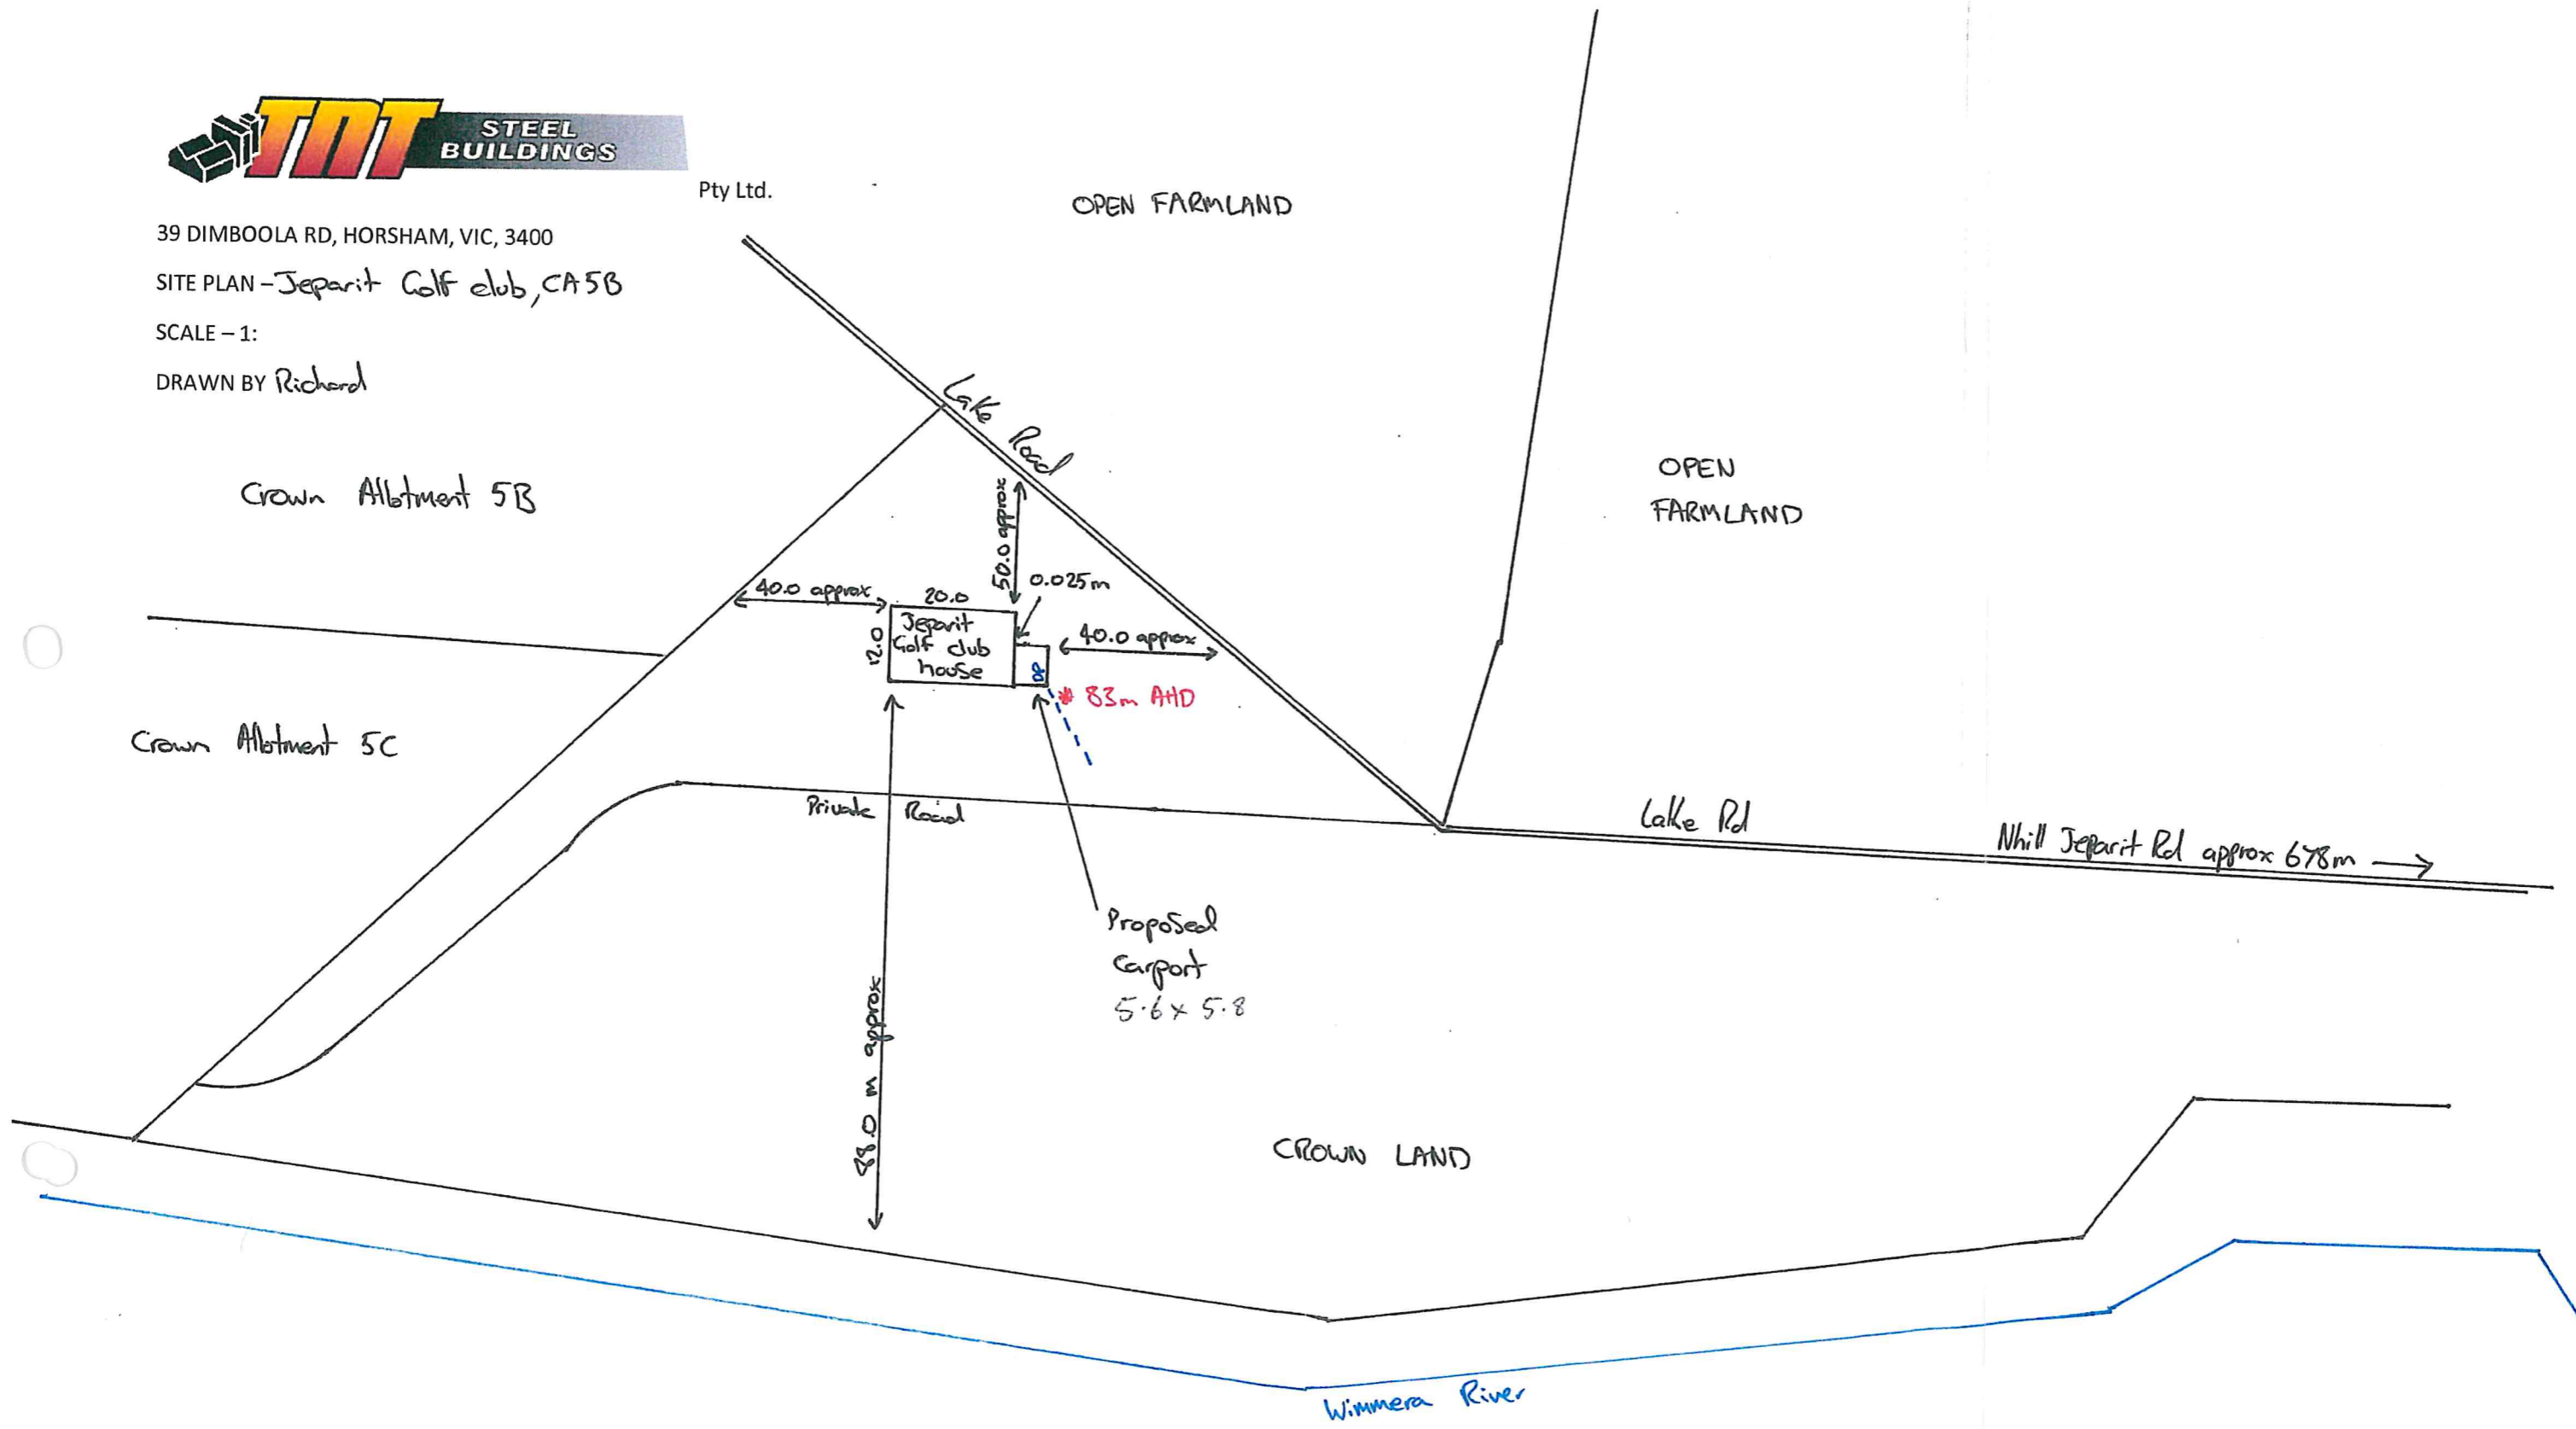 TNT STEEL
BUILDINGS
Pty Ltd.
39 DIMBOOLA RD, HORSHAM, VIC, 3400
SITE PLAN – Jeparit Golf club, CA5B
SCALE – 1:
DRAWN BY Richard
OPEN FARMLAND
Lake Road
OPEN
FARMLAND
Crown Allotment 5B
50.0 approx
0.025m
40.0 approx
20.0
12.0
Jeparit
Golf club
house
40.0 approx
DP
* 83m AHD
Crown Allotment 5C
Private Road
Lake Rd
Nhill Jeparit Rd approx 678m
Proposed
Carport
5.6 x 5.8
88.0 m approx
CROWN LAND
Wimmera River